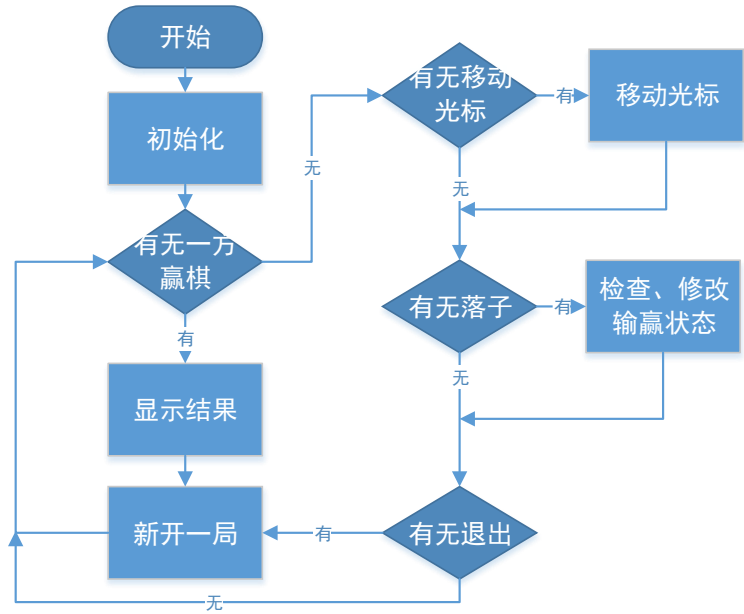 开始
初始化
有无一方
赢棋
有
显示结果
新开一局
无
有无移动
光标
有
移动光标
无
有无落子
有
检查、修改
输赢状态
无
有无退出
有
无